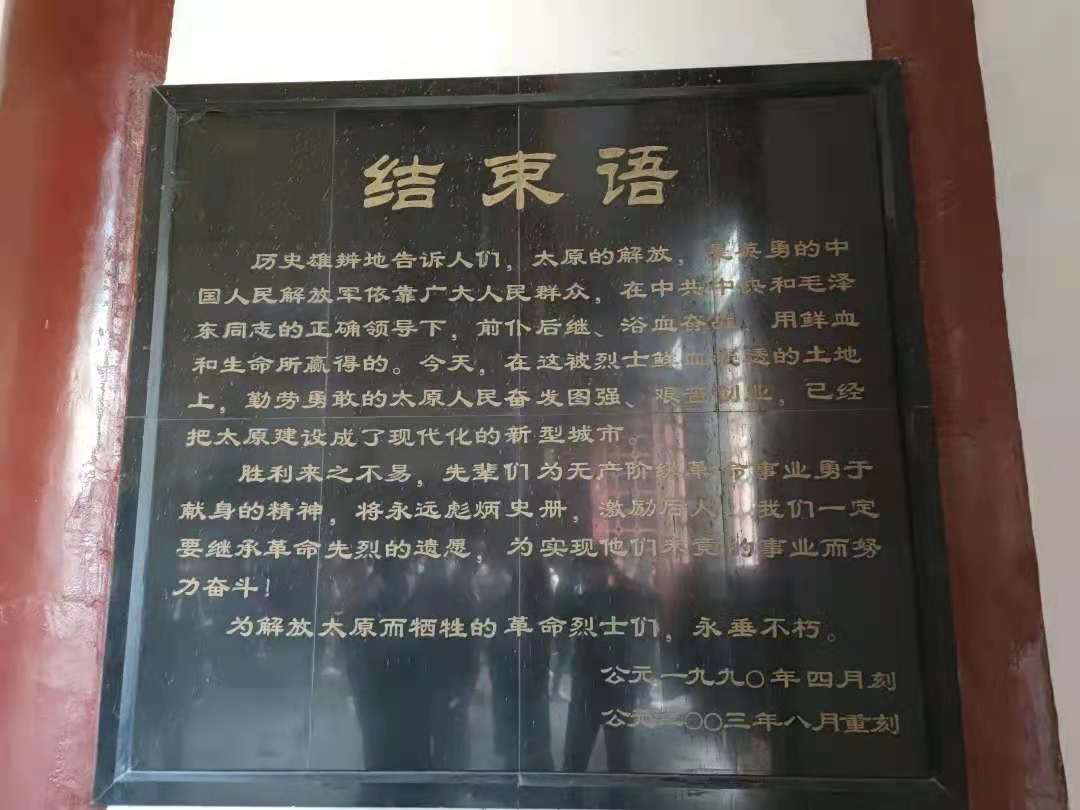 结束语
历史雄辨地告诉人们，太原的解放，是英勇的中
国人民解放军依靠广大人民群众，在中共中央和毛泽
东同志的正确领导下，前仆后继、浴血奋战，用鲜血
和生命所赢得的。今天，在这被烈士鲜血浸透的土地
上，勤劳勇敢的太原人民奋发图强、艰苦创业，已经
把太原建设成了现代化的新型城市。
胜利来之不易，先辈们为无产阶级革命事业勇于
献身的精神，将永远彪炳史册，激励后人。我们一定
要继承革命先烈的遗愿，为实现他们未竟的事业而努
力奋斗！
为解放太原而牺牲的革命烈士们，永垂不朽。
公元一九九〇年四月刻
公元二〇〇三年八月重刻